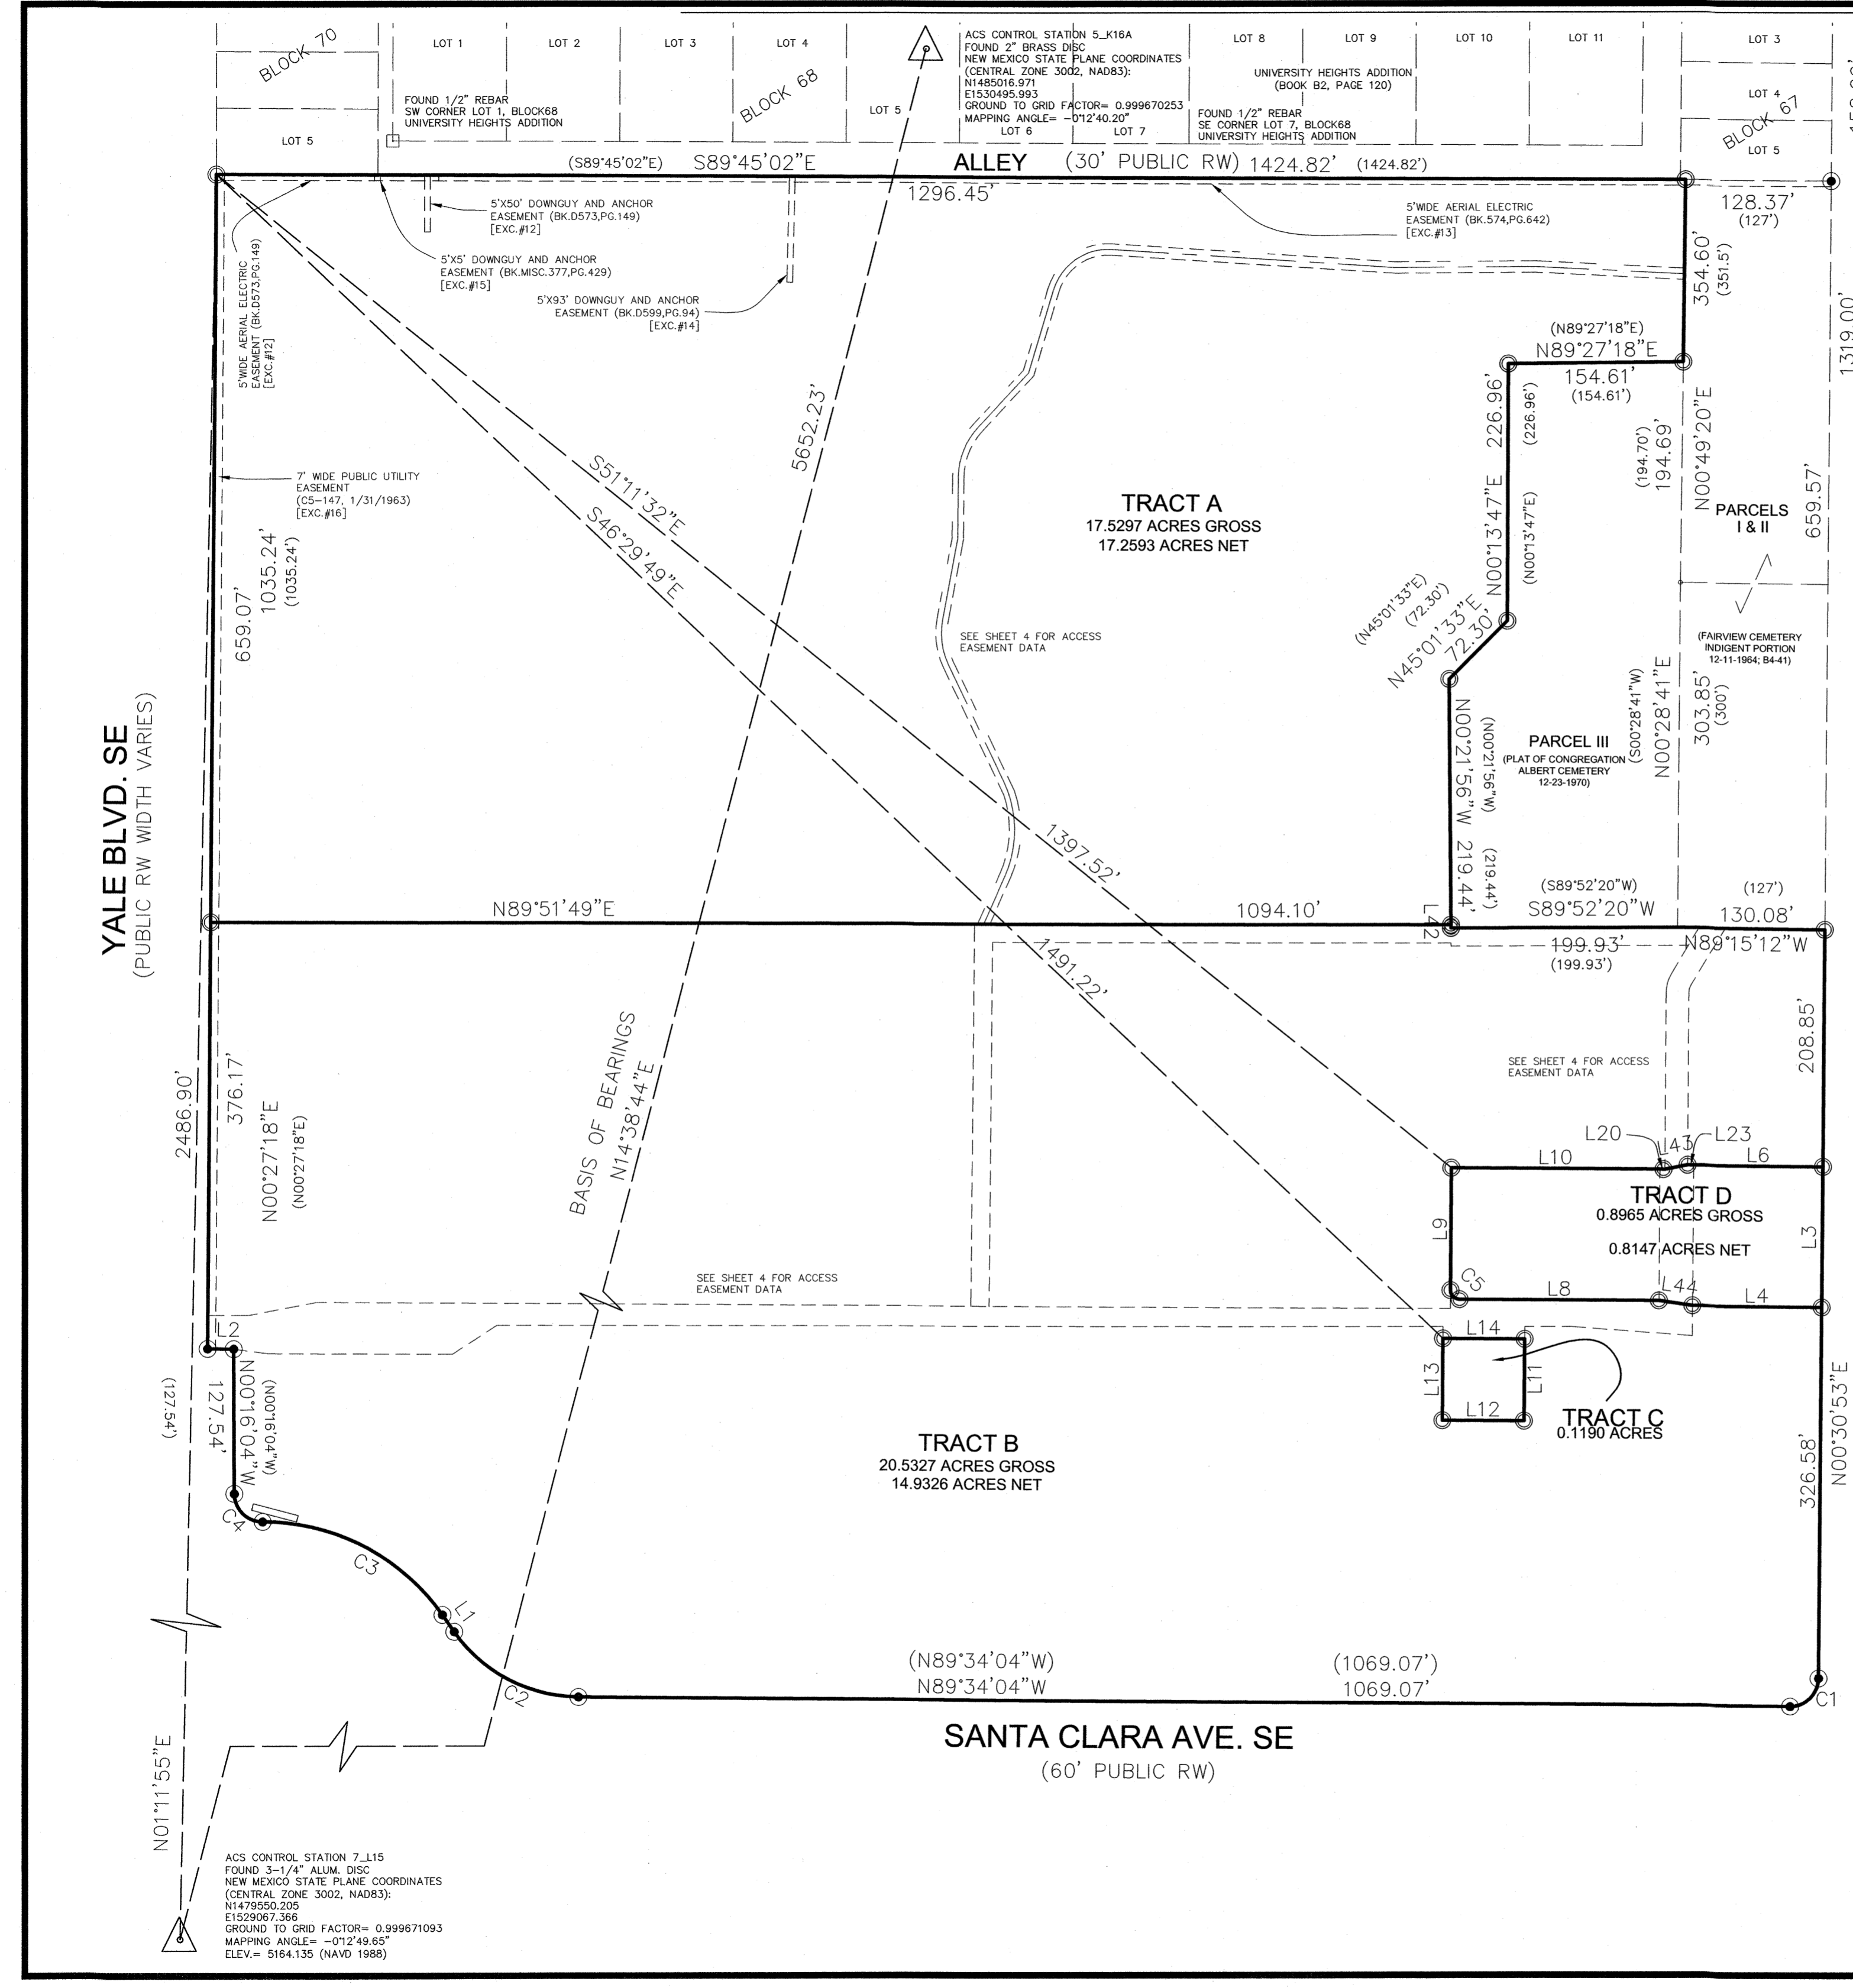 BLOCK 70
LOT 5
LOT 1
LOT 2
LOT 3
LOT 4
BLOCK 68
LOT 5
FOUND 1/2" REBAR
SW CORNER LOT 1, BLOCK68
UNIVERSITY HEIGHTS ADDITION
ACS CONTROL STATION 5_K16A
FOUND 2" BRASS DISC
NEW MEXICO STATE PLANE COORDINATES
(CENTRAL ZONE 3002, NAD83):
N1485016.971
E1530495.993
GROUND TO GRID FACTOR= 0.999670253
MAPPING ANGLE= -0°12'40.20"
LOT 6
LOT 7
LOT 8
LOT 9
LOT 10
LOT 11
UNIVERSITY HEIGHTS ADDITION
(BOOK B2, PAGE 120)
FOUND 1/2" REBAR
SE CORNER LOT 7, BLOCK68
UNIVERSITY HEIGHTS ADDITION
LOT 3
LOT 4
BLOCK 67
LOT 5
(S89°45'02"E)
S89°45'02"E
ALLEY
(30' PUBLIC RW)
1424.82'
(1424.82')
1296.45'
128.37'
(127')
5'X50' DOWNGUY AND ANCHOR
EASEMENT (BK.D573,PG.149)
[EXC.#12]
5'X5' DOWNGUY AND ANCHOR
EASEMENT (BK.MISC.377,PG.429)
[EXC.#15]
5'X93' DOWNGUY AND ANCHOR
EASEMENT (BK.D599,PG.94)
[EXC.#14]
5'WIDE AERIAL ELECTRIC
EASEMENT (BK.574,PG.642)
[EXC.#13]
5'WIDE AERIAL ELECTRIC
EASEMENT (BK.D573,PG.149)
[EXC.#12]
354.60'
(351.5')
1319.00'
(N89°27'18"E)
N89°27'18"E
154.61'
(154.61')
226.96'
(226.96')
N00°13'47"E
(N00°13'47"E)
(194.70')
194.69'
N00°49'20"E
659.57'
7' WIDE PUBLIC UTILITY
EASEMENT
(C5-147, 1/31/1963)
[EXC.#16]
S51°11'32"E
S46°29'49"E
5652.23'
TRACT A
17.5297 ACRES GROSS
17.2593 ACRES NET
PARCELS
I & II
(FAIRVIEW CEMETERY
INDIGENT PORTION
12-11-1964; B4-41)
659.07'
1035.24'
(1035.24')
SEE SHEET 4 FOR ACCESS
EASEMENT DATA
(N45°01'33"E)
(72.30')
N45°01'33"E
72.30'
(S00°28'41"W)
N00°28'41"E
303.85'
(300')
PARCEL III
(PLAT OF CONGREGATION
ALBERT CEMETERY
12-23-1970)
N00°21'56"W
(N00°21'56"W)
219.44'
(219.44')
YALE BLVD. SE
(PUBLIC RW WIDTH VARIES)
1397.52'
1491.22'
N89°51'49"E
1094.10'
L42
(S89°52'20"W)
S89°52'20"W
199.93'
(199.93')
(127')
130.08'
N89°15'12"W
208.85'
SEE SHEET 4 FOR ACCESS
EASEMENT DATA
2486.90'
376.17'
N00°27'18"E
(N00°27'18"E)
BASIS OF BEARINGS
N14°38'44"E
L20
L43
L23
L10
L6
TRACT D
0.8965 ACRES GROSS
0.8147 ACRES NET
L9
L3
C5
L8
L44
L4
SEE SHEET 4 FOR ACCESS
EASEMENT DATA
L2
L14
L13
L11
L12
TRACT C
0.1190 ACRES
(127.54')
127.54'
N00°16'04"W
(N00°16'04"W)
TRACT B
20.5327 ACRES GROSS
14.9326 ACRES NET
326.58'
N00°30'53"E
C4
C3
L1
C2
C1
(N89°34'04"W)
N89°34'04"W
(1069.07')
1069.07'
SANTA CLARA AVE. SE
(60' PUBLIC RW)
N01°11'55"E
ACS CONTROL STATION 7_L15
FOUND 3-1/4" ALUM. DISC
NEW MEXICO STATE PLANE COORDINATES
(CENTRAL ZONE 3002, NAD83):
N1479550.205
E1529067.366
GROUND TO GRID FACTOR= 0.999671093
MAPPING ANGLE= -0°12'49.65"
ELEV.= 5164.135 (NAVD 1988)